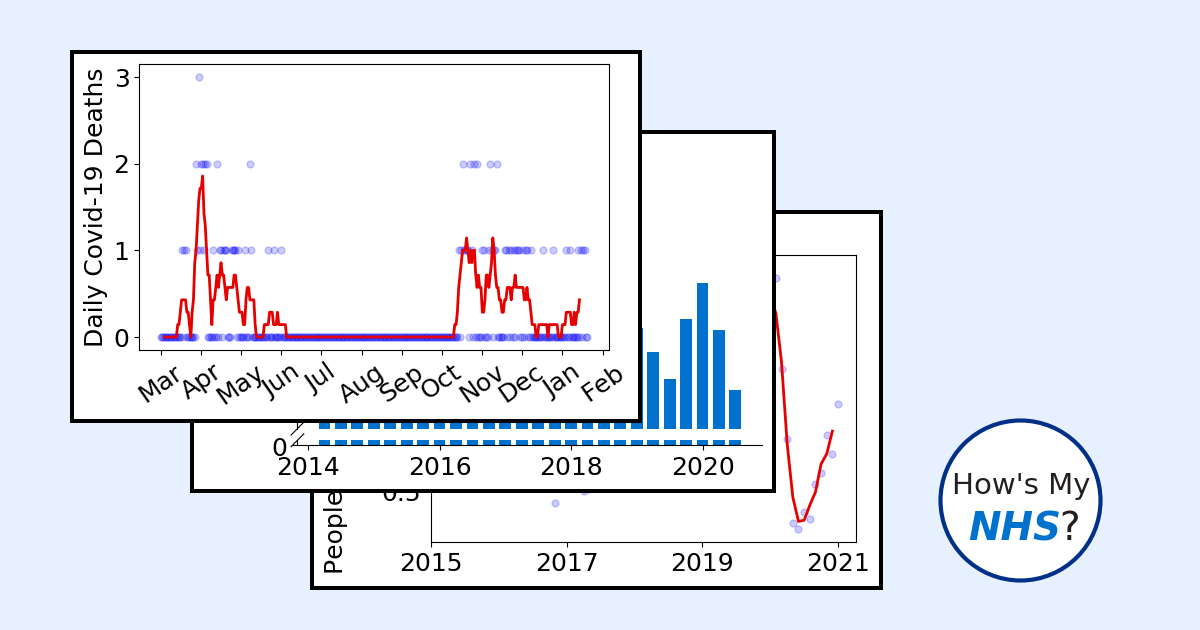 Daily Covid-19 Deaths
3
2
1
0
Mar Apr May Jun Jul Aug Sep Oct Nov Dec Jan Feb
0
2014 2016 2018 2020
People
0.5
2015 2017 2019 2021
How's My
NHS?